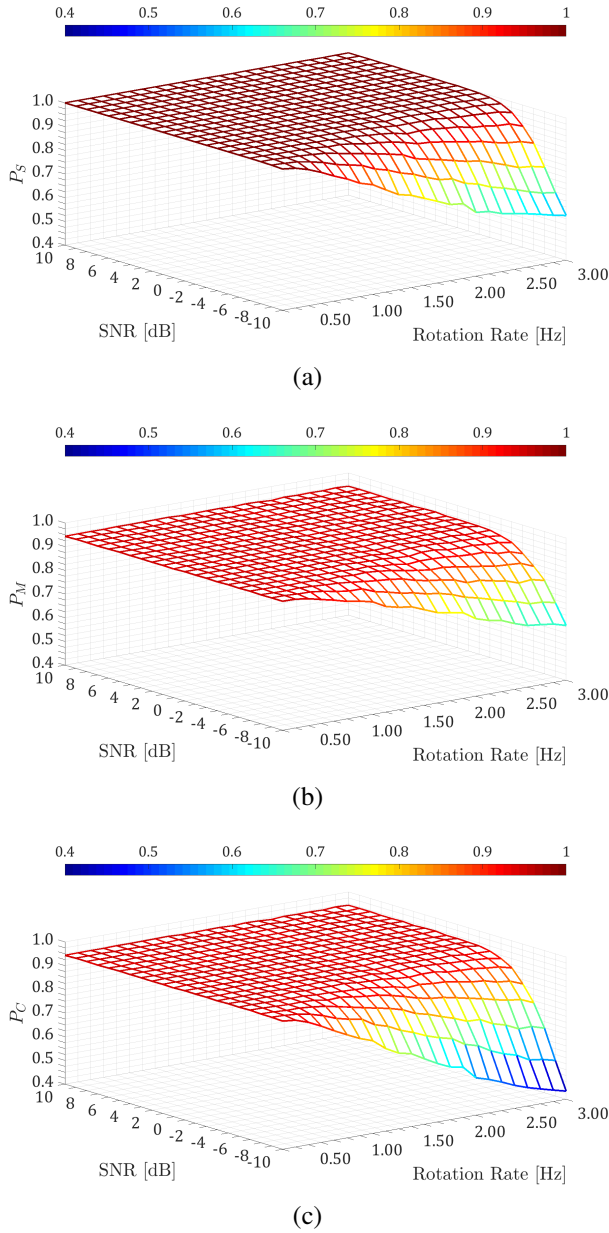 0.4 0.5 0.6 0.7 0.8 0.9 1
1.0
0.9
0.8
0.7
0.6
0.5
0.4
P_S
10 8 6 4 2 0 -2 -4 -6 -8 -10
SNR [dB]
0.50 1.00 1.50 2.00 2.50 3.00
Rotation Rate [Hz]
(a)
0.4 0.5 0.6 0.7 0.8 0.9 1
1.0
0.9
0.8
0.7
0.6
0.5
0.4
P_M
10 8 6 4 2 0 -2 -4 -6 -8 -10
SNR [dB]
0.50 1.00 1.50 2.00 2.50 3.00
Rotation Rate [Hz]
(b)
0.4 0.5 0.6 0.7 0.8 0.9 1
1.0
0.9
0.8
0.7
0.6
0.5
0.4
P_C
10 8 6 4 2 0 -2 -4 -6 -8 -10
SNR [dB]
0.50 1.00 1.50 2.00 2.50 3.00
Rotation Rate [Hz]
(c)